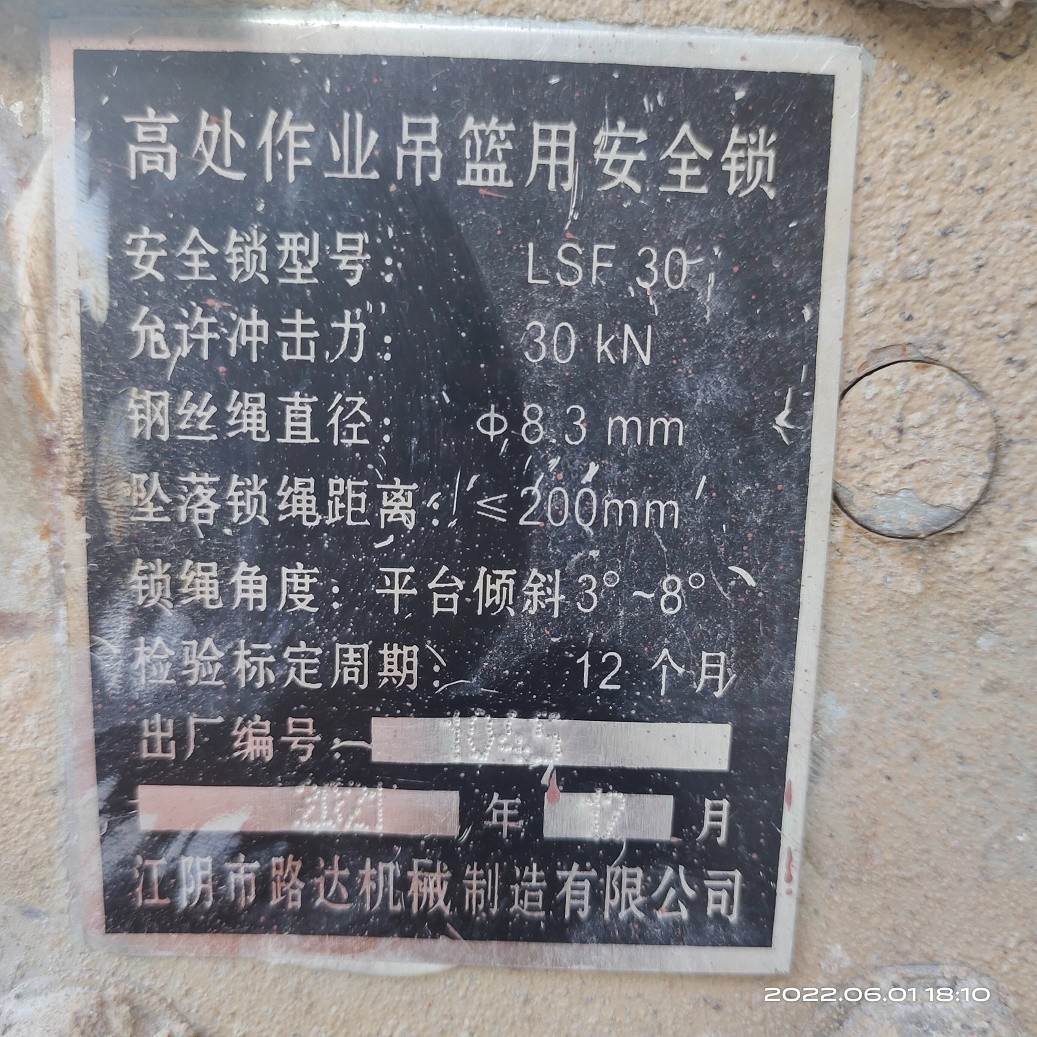 高处作业吊篮用安全锁
安全锁型号: LSF 30
允许冲击力: 30 kN
钢丝绳直径: ф8.3 mm
坠落锁绳距离: ≤200mm
锁绳角度: 平台倾斜3°~8°
检验标定周期: 12 个月
出厂编号: 1045
2021 年 12 月
江阴市路达机械制造有限公司
2022.06.01 18:10